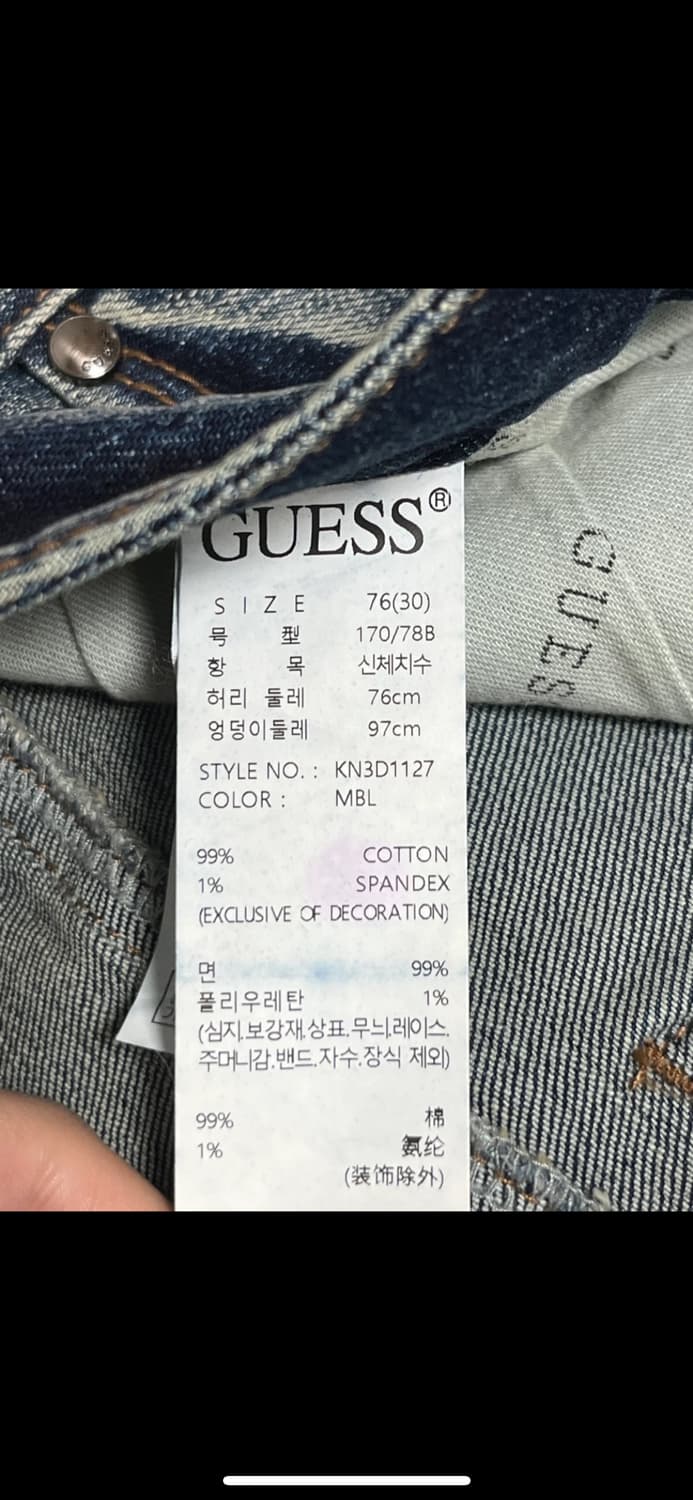 GUESS®
SIZE 76(30)
号型 170/78B
항목 신체치수
허리 둘레 76cm
엉덩이둘레 97cm
STYLE NO. : KN3D1127
COLOR : MBL
99% COTTON
1% SPANDEX
(EXCLUSIVE OF DECORATION)
면 99%
폴리우레탄 1%
(심지.보강재.상표.무늬.레이스.
주머니감.밴드.자수.장식 제외)
99% 棉
1% 氨纶
(装饰除外)
GUESS